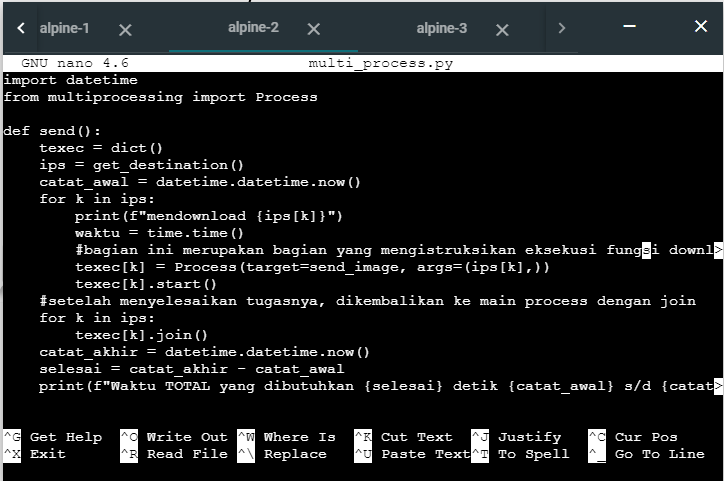 alpine-1 alpine-2 alpine-3
GNU nano 4.6 multi_process.py
import datetime
from multiprocessing import Process
def send():
    texec = dict()
    ips = get_destination()
    catat_awal = datetime.datetime.now()
    for k in ips:
        print(f"mendownload {ips[k]}")
        waktu = time.time()
        #bagian ini merupakan bagian yang mengistruksikan eksekusi fungsi downl>
        texec[k] = Process(target=send_image, args=(ips[k],))
        texec[k].start()
    #setelah menyelesaikan tugasnya, dikembalikan ke main process dengan join
    for k in ips:
        texec[k].join()
    catat_akhir = datetime.datetime.now()
    selesai = catat_akhir - catat_awal
    print(f"Waktu TOTAL yang dibutuhkan {selesai} detik {catat_awal} s/d {catat>
^G Get Help ^O Write Out ^W Where Is ^K Cut Text ^J Justify ^C Cur Pos
^X Exit ^R Read File ^\ Replace ^U Paste Text ^T To Spell ^_ Go To Line